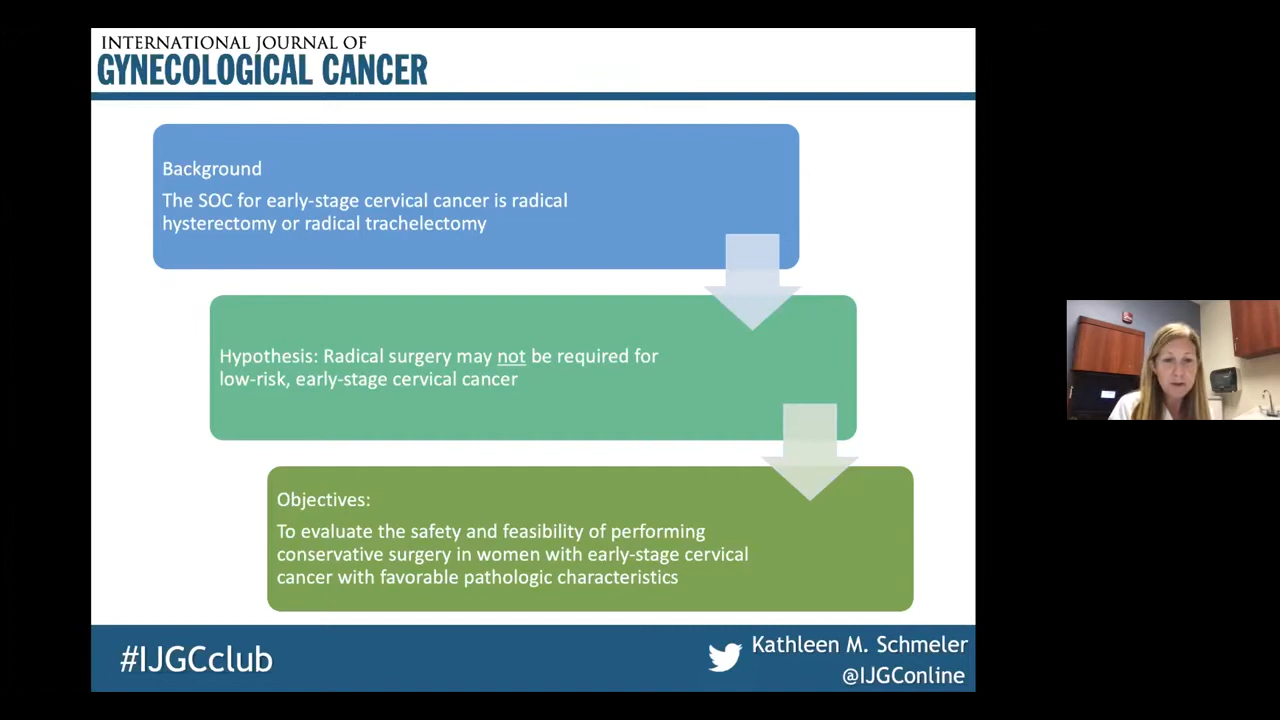 INTERNATIONAL JOURNAL OF
GYNECOLOGICAL CANCER
Background
The SOC for early-stage cervical cancer is radical
hysterectomy or radical trachelectomy
Hypothesis: Radical surgery may not be required for
low-risk, early-stage cervical cancer
Objectives:
To evaluate the safety and feasibility of performing
conservative surgery in women with early-stage cervical
cancer with favorable pathologic characteristics
#IJGCclub
Kathleen M. Schmeler
@IJGConline